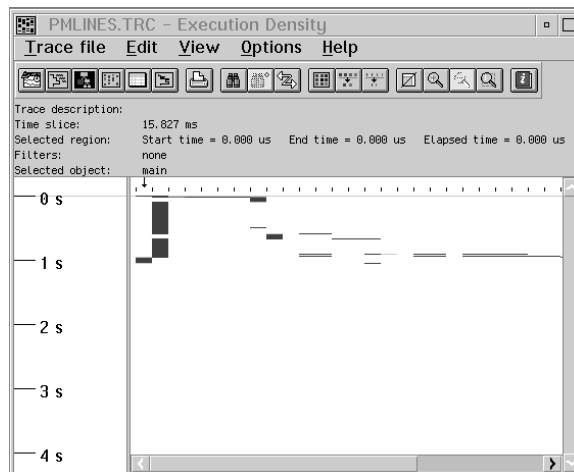 PMLINES.TRC – Execution Density
Trace file Edit View Options Help
Trace description:
Time slice: 15.827 ms
Selected region: Start time = 0.000 us End time = 0.000 us Elapsed time = 0.000 us
Filters: none
Selected object: main
0 s
1 s
2 s
3 s
4 s